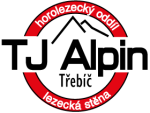 horolezecký oddíl
TJ Alpin
Třebíč
lezecká stěna